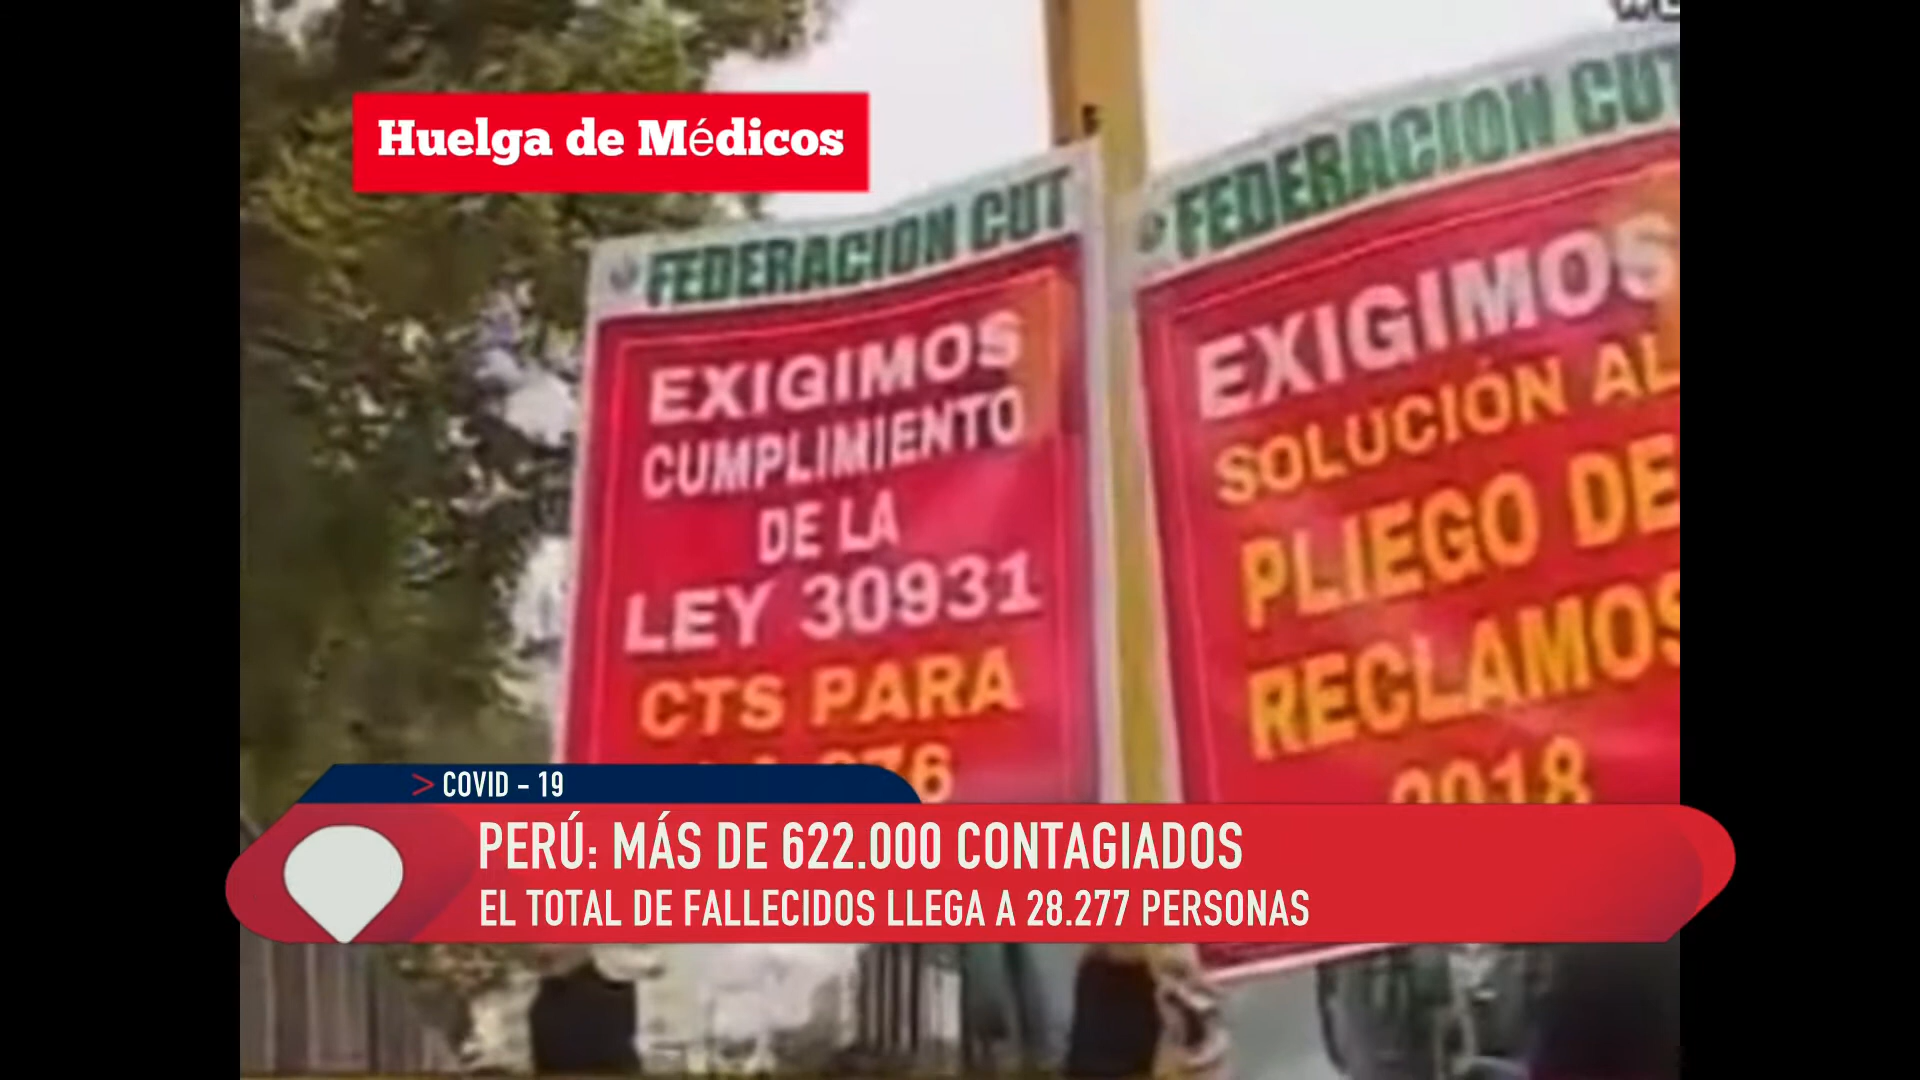 Huelga de Médicos
FEDERACION CUT
EXIGIMOS
CUMPLIMIENTO
DE LA
LEY 30931
CTS PARA
FEDERACION CUT
EXIGIMOS
SOLUCIÓN AL
PLIEGO DE
RECLAMOS
2018
> COVID - 19
PERÚ: MÁS DE 622.000 CONTAGIADOS
EL TOTAL DE FALLECIDOS LLEGA A 28.277 PERSONAS